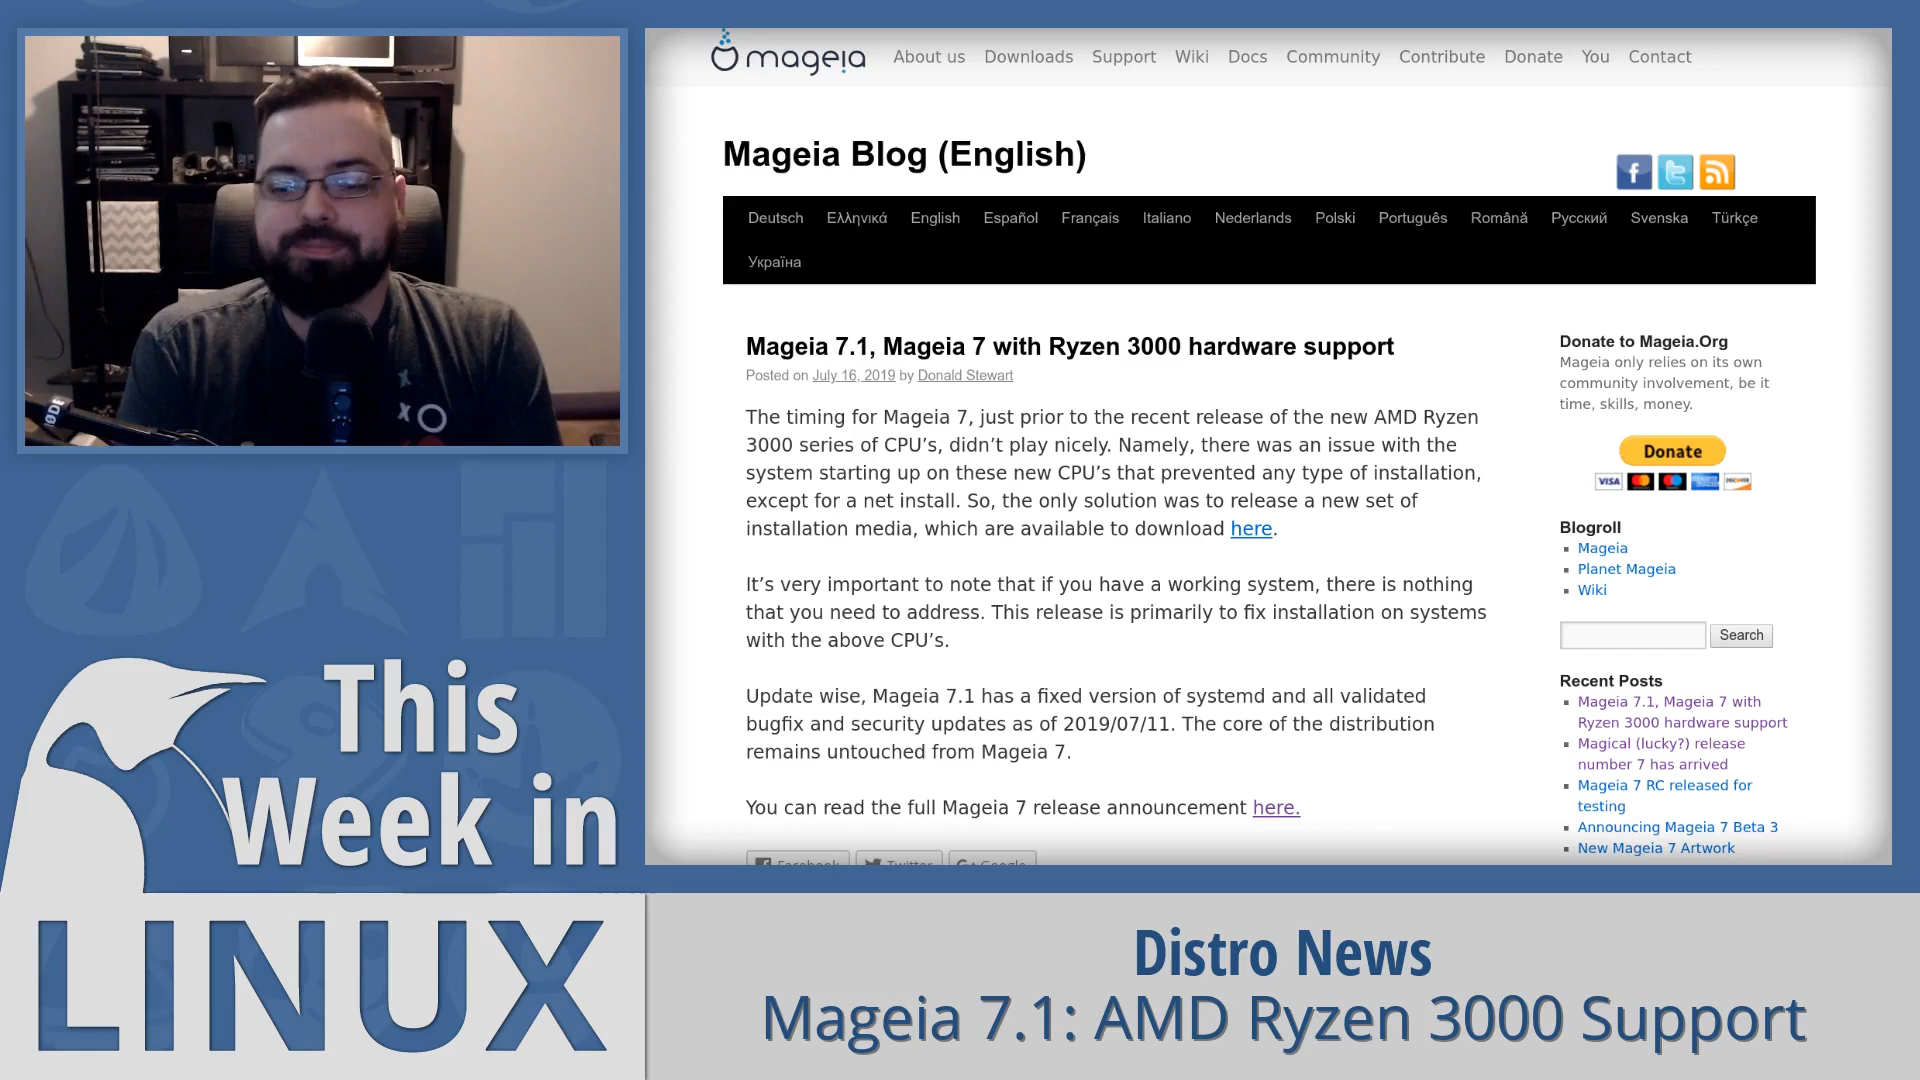 mageia
About us Downloads Support Wiki Docs Community Contribute Donate You Contact
Mageia Blog (English)
Deutsch Ελληνικά English Español Français Italiano Nederlands Polski Português Română Русский Svenska Türkçe
Україна
Mageia 7.1, Mageia 7 with Ryzen 3000 hardware support
Posted on July 16, 2019 by Donald Stewart
The timing for Mageia 7, just prior to the recent release of the new AMD Ryzen
3000 series of CPU’s, didn’t play nicely. Namely, there was an issue with the
system starting up on these new CPU’s that prevented any type of installation,
except for a net install. So, the only solution was to release a new set of
installation media, which are available to download here.
It’s very important to note that if you have a working system, there is nothing
that you need to address. This release is primarily to fix installation on systems
with the above CPU’s.
Update wise, Mageia 7.1 has a fixed version of systemd and all validated
bugfix and security updates as of 2019/07/11. The core of the distribution
remains untouched from Mageia 7.
You can read the full Mageia 7 release announcement here.
Facebook Twitter Google
Donate to Mageia.Org
Mageia only relies on its own
community involvement, be it
time, skills, money.
Donate
VISA DISCOVER
Blogroll
Mageia
Planet Mageia
Wiki
Search
Recent Posts
Mageia 7.1, Mageia 7 with
Ryzen 3000 hardware support
Magical (lucky?) release
number 7 has arrived
Mageia 7 RC released for
testing
Announcing Mageia 7 Beta 3
New Mageia 7 Artwork
RØDE
This
Week in
LINUX
Distro News
Mageia 7.1: AMD Ryzen 3000 Support